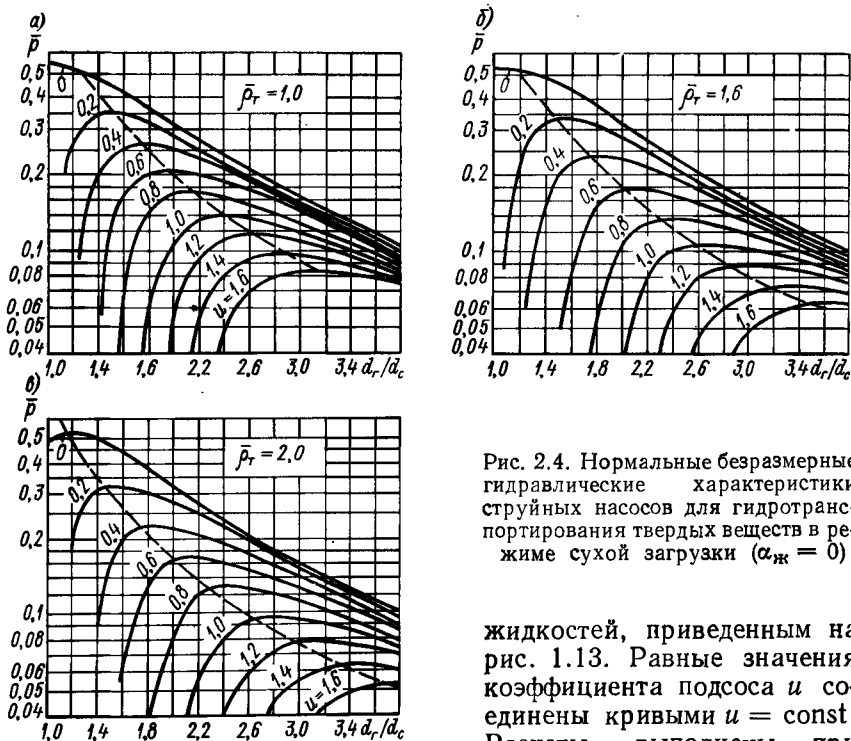 а)
p̄
0,5
0,4
0,3
0,2
0,1
0,08
0,06
0,05
0,04
ρ̄т = 1,0
0
0,2
0,4
0,6
0,8
1,0
1,2
1,4
u=1,6
1,0 1,4 1,8 2,2 2,6 3,0 3,4 dг/dc
б)
p̄
0,5
0,4
0,3
0,2
0,1
0,08
0,06
0,05
0,04
ρ̄т = 1,6
0
0,2
0,4
0,6
0,8
1,0
1,2
1,4
1,6
1,0 1,4 1,8 2,2 2,6 3,0 3,4 dг/dc
в)
p̄
0,5
0,4
0,3
0,2
0,1
0,08
0,06
0,05
0,04
ρ̄т = 2,0
0
0,2
0,4
0,6
0,8
1,0
1,2
1,4
u=1,6
1,0 1,4 1,8 2,2 2,6 3,0 3,4 dг/dc
Рис. 2.4. Нормальные безразмерные
гидравлические характеристики
струйных насосов для гидротранс-
портирования твердых веществ в ре-
жиме сухой загрузки (αж = 0)
жидкостей, приведенным на
рис. 1.13. Равные значения
коэффициента подсоса u со-
единены кривыми u = const